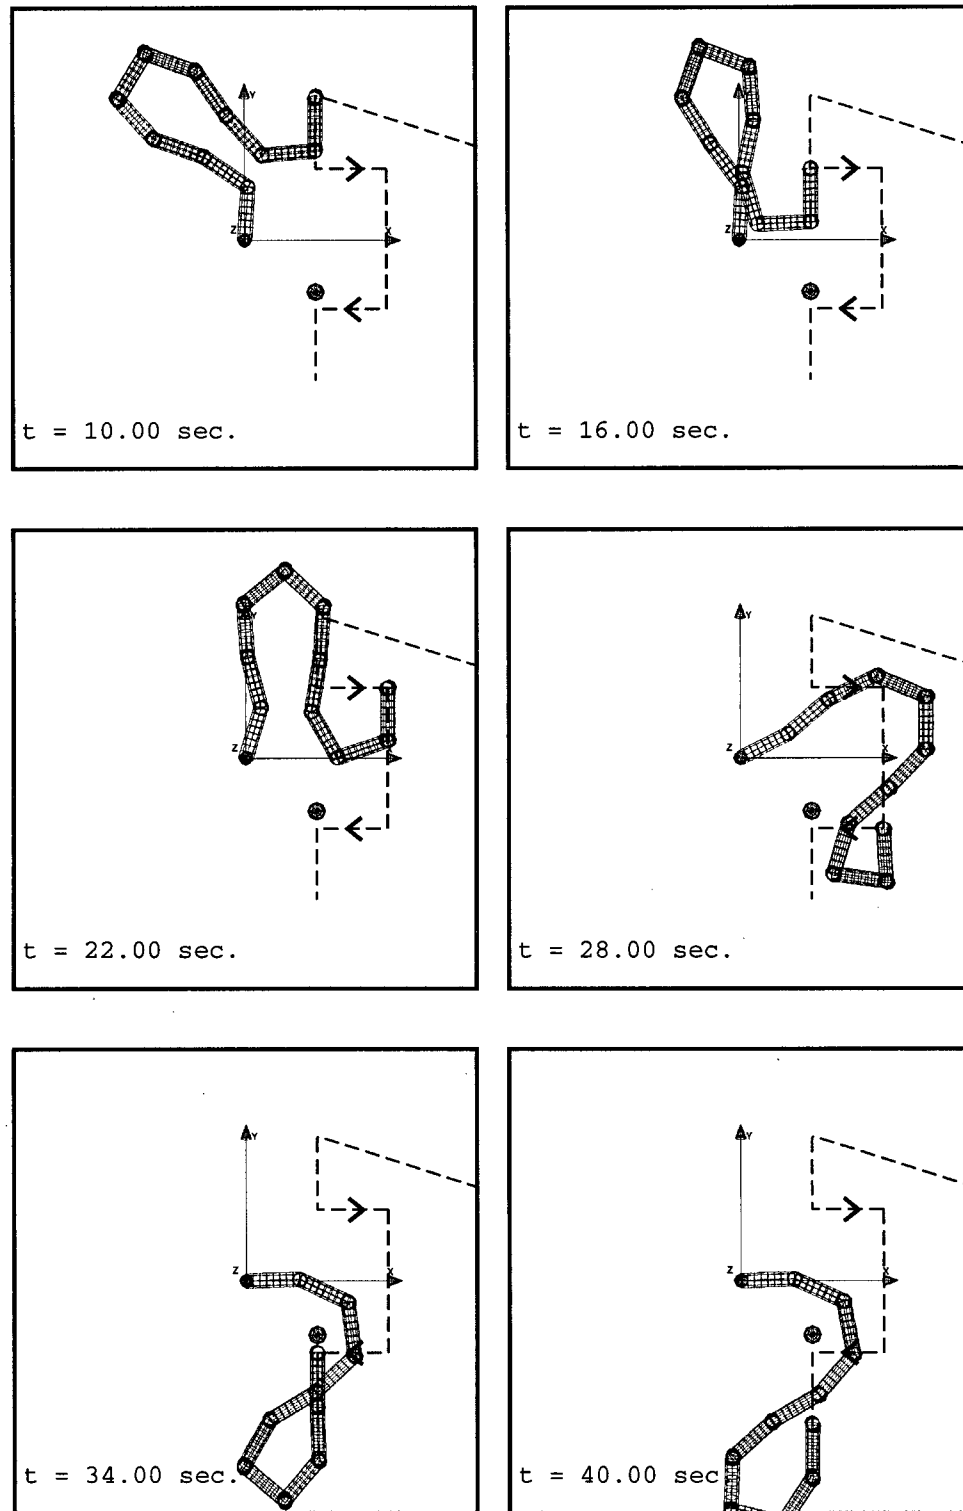 Y
Z
X
t = 10.00 sec.
Y
Z
X
t = 16.00 sec.
Y
Z
X
t = 22.00 sec.
Y
Z
X
t = 28.00 sec.
Y
Z
X
t = 34.00 sec.
Y
Z
X
t = 40.00 sec